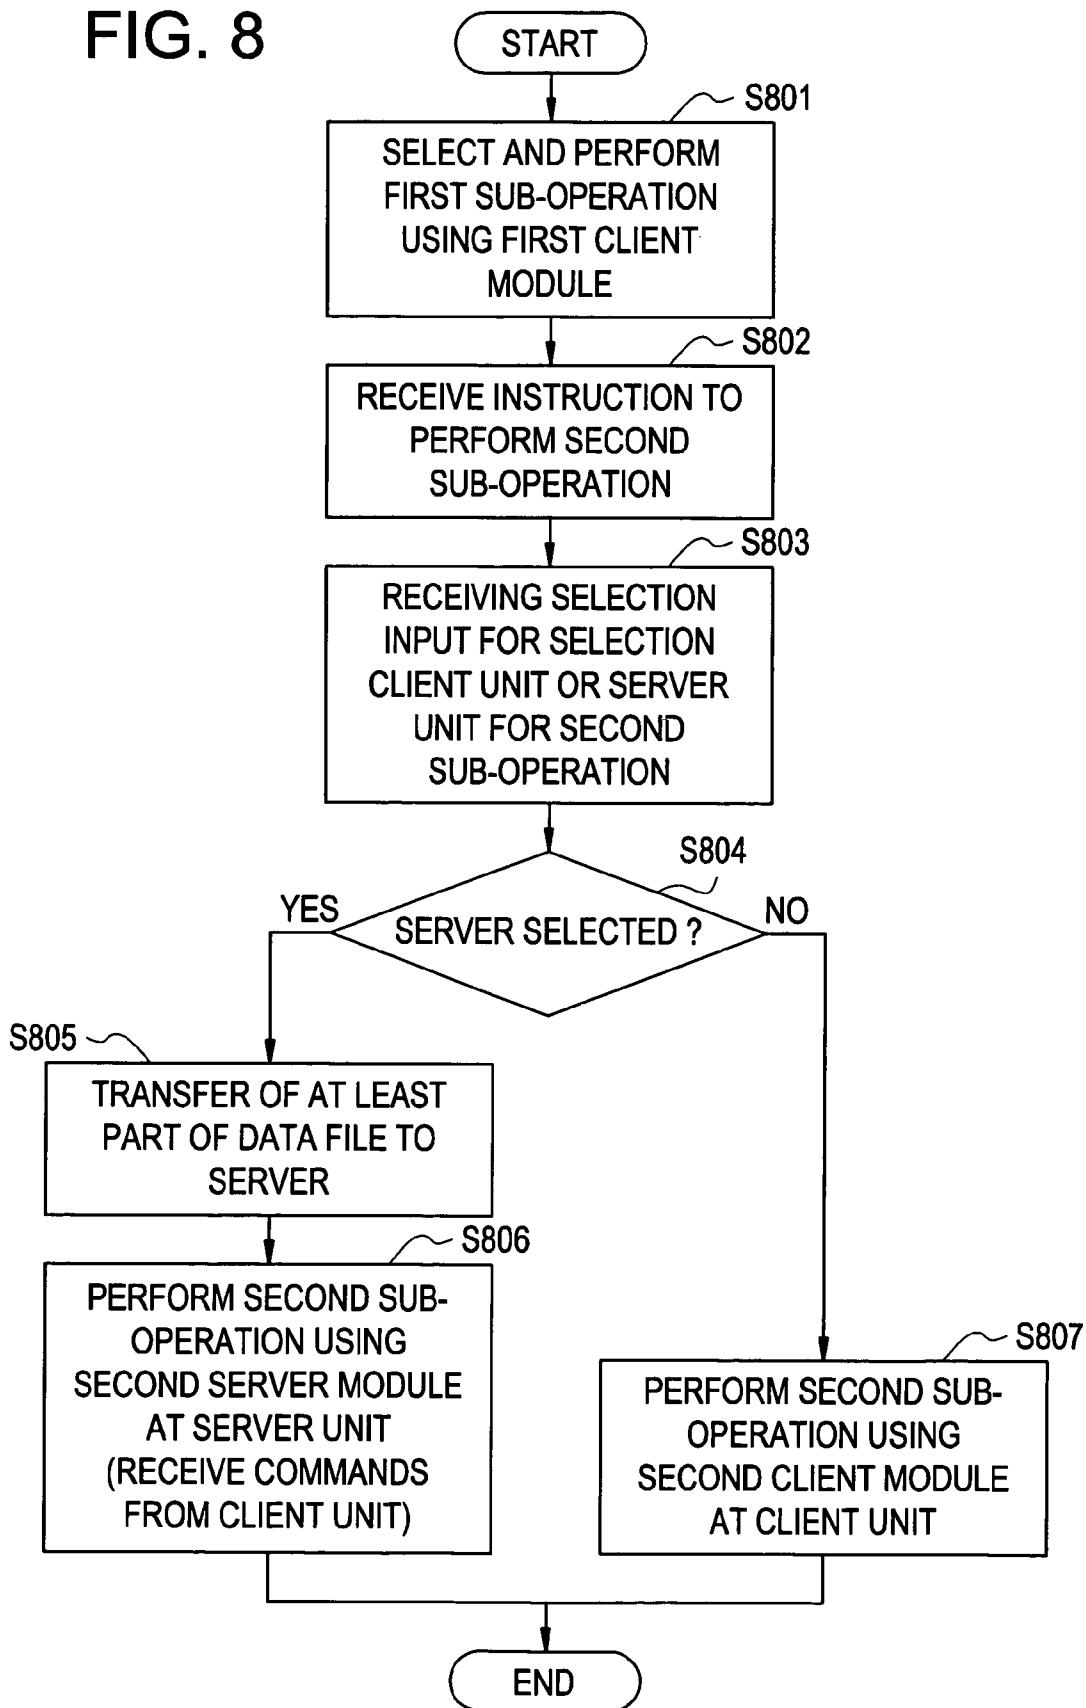 FIG. 8
START
S801
SELECT AND PERFORM
FIRST SUB-OPERATION
USING FIRST CLIENT
MODULE
S802
RECEIVE INSTRUCTION TO
PERFORM SECOND
SUB-OPERATION
S803
RECEIVING SELECTION
INPUT FOR SELECTION
CLIENT UNIT OR SERVER
UNIT FOR SECOND
SUB-OPERATION
S804
YES
SERVER SELECTED ?
NO
S805
TRANSFER OF AT LEAST
PART OF DATA FILE TO
SERVER
S806
PERFORM SECOND SUB-
OPERATION USING
SECOND SERVER MODULE
AT SERVER UNIT
(RECEIVE COMMANDS
FROM CLIENT UNIT)
S807
PERFORM SECOND SUB-
OPERATION USING
SECOND CLIENT MODULE
AT CLIENT UNIT
END